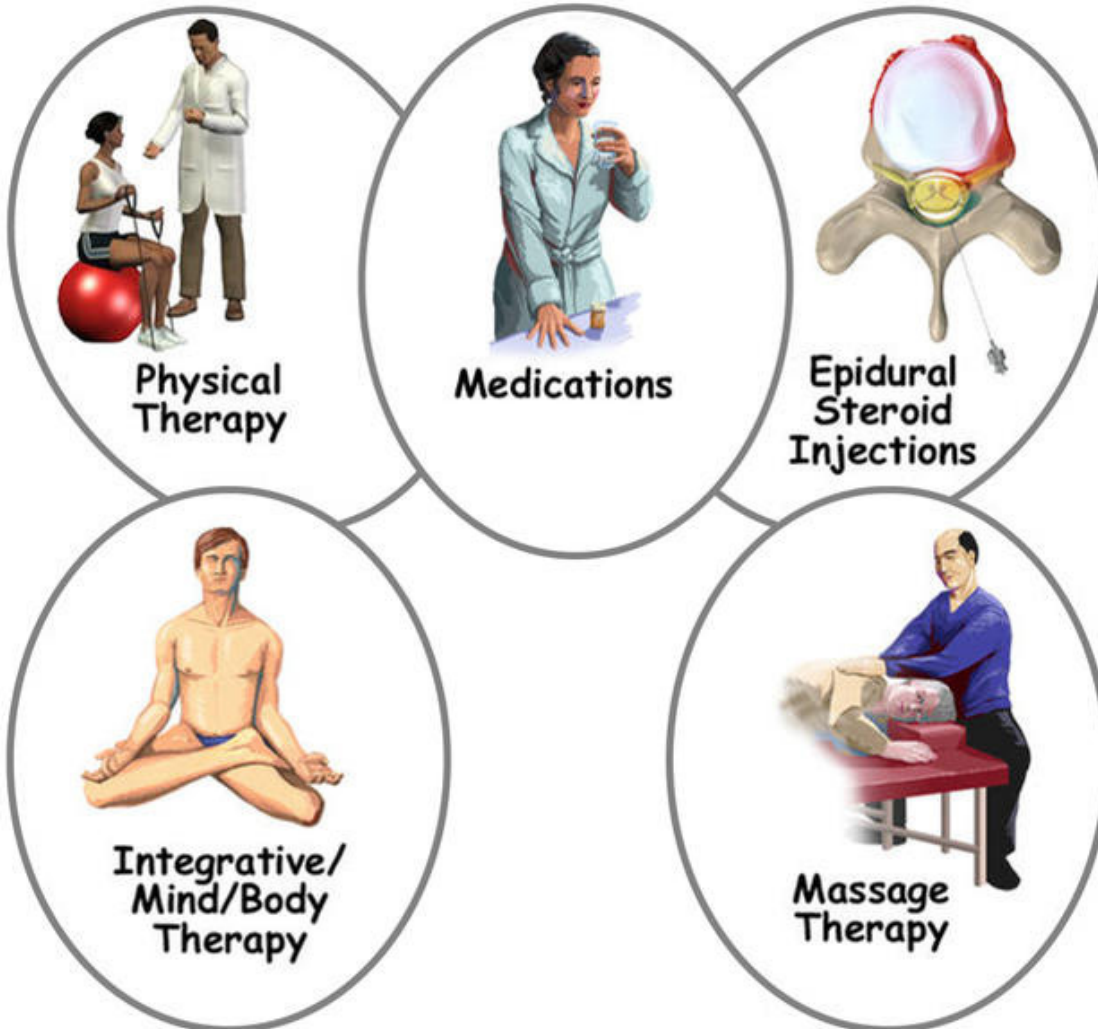 Physical
Therapy
Medications
Epidural
Steroid
Injections
Integrative/
Mind/Body
Therapy
Massage
Therapy